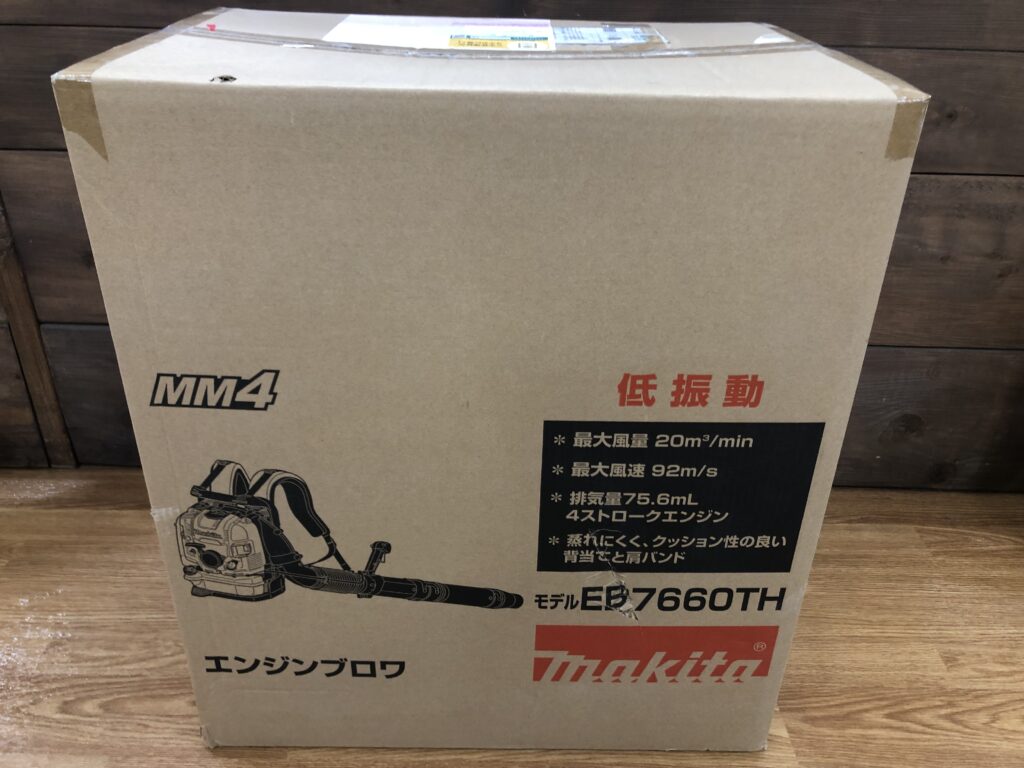 MM4
低振動
* 最大風量 20m³/min
* 最大風速 92m/s
* 排気量75.6mL
4ストロークエンジン
* 蒸れにくく、クッション性の良い
背当てと肩バンド
モデルEB7660TH
エンジンブロワ
makita®